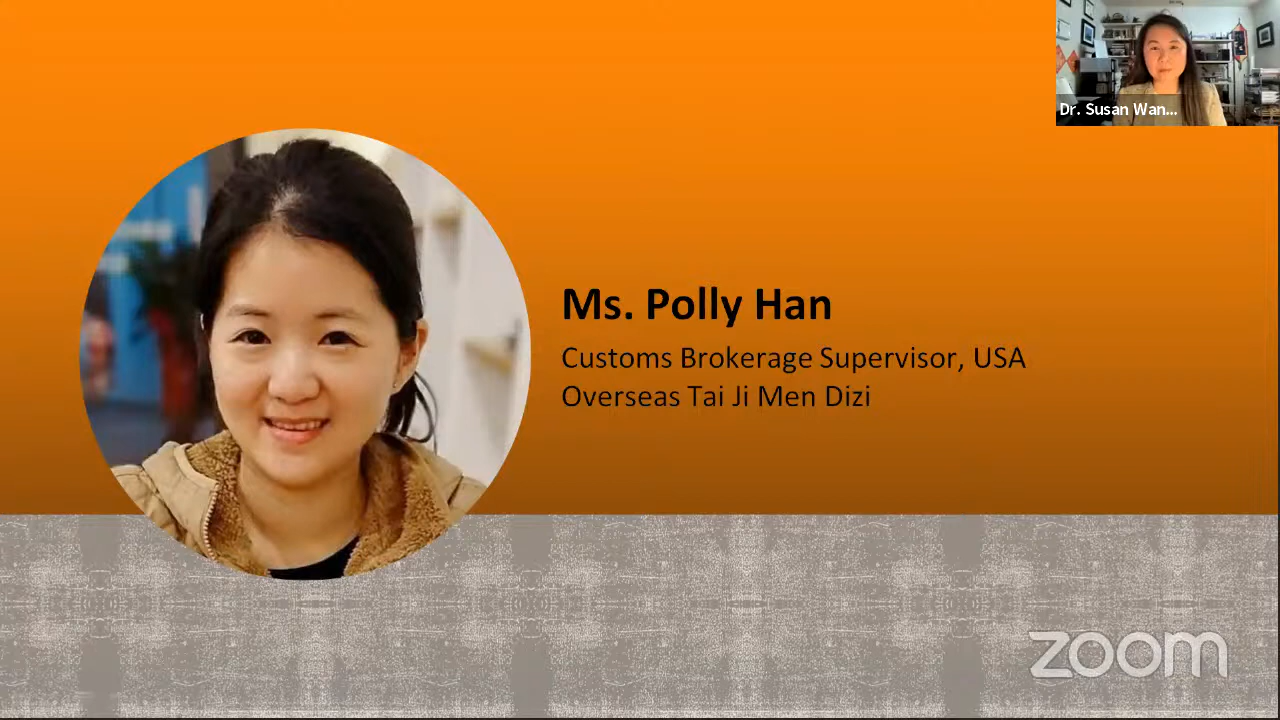 Dr. Susan Wan...
Ms. Polly Han
Customs Brokerage Supervisor, USA
Overseas Tai Ji Men Dizi
zoom